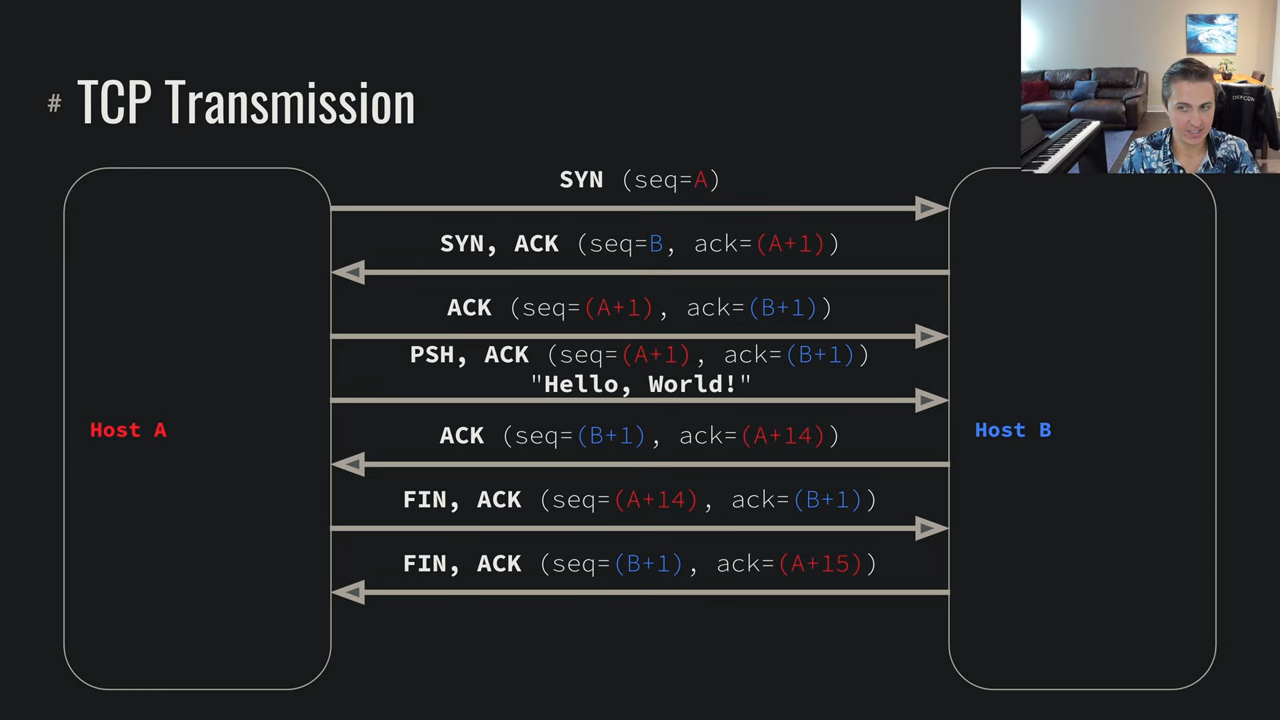 # TCP Transmission
SYN (seq=A)
SYN, ACK (seq=B, ack=(A+1))
ACK (seq=(A+1), ack=(B+1))
PSH, ACK (seq=(A+1), ack=(B+1))
"Hello, World!"
ACK (seq=(B+1), ack=(A+14))
FIN, ACK (seq=(A+14), ack=(B+1))
FIN, ACK (seq=(B+1), ack=(A+15))
Host A
Host B
DEFCON